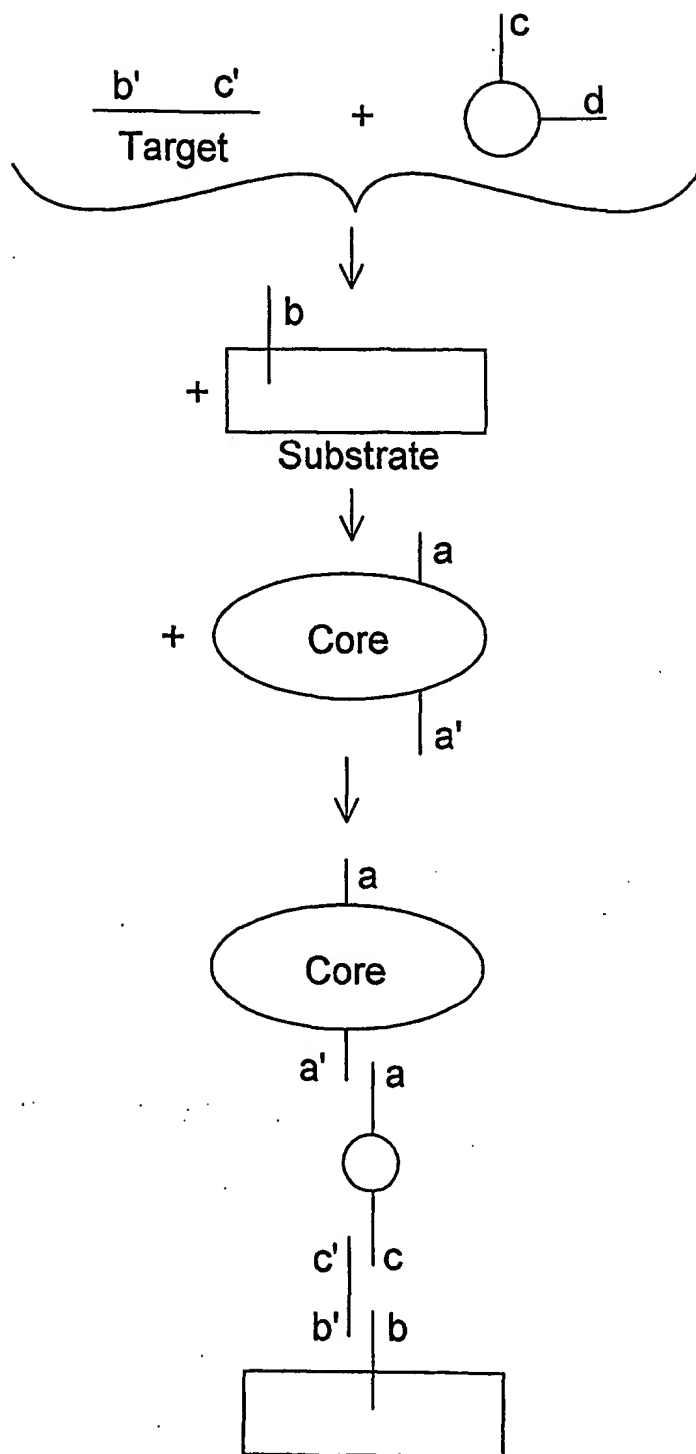 c
b' c'
+
d
Target
b
+
Substrate
a
+
Core
a'
a
Core
a' a
c' c
b' b